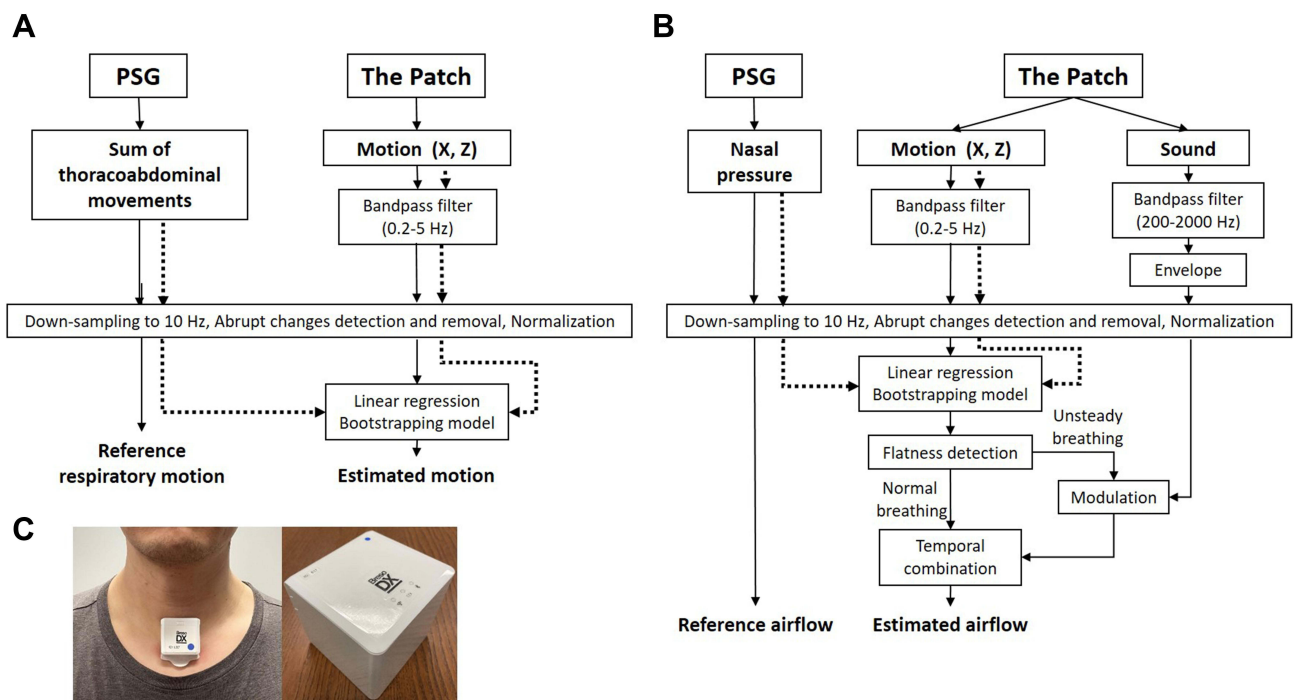 A
PSG
The Patch
Sum of
thoracoabdominal
movements
Motion (X, Z)
Bandpass filter
(0.2-5 Hz)
Down-sampling to 10 Hz, Abrupt changes detection and removal, Normalization
Linear regression
Bootstrapping model
Reference
respiratory motion
Estimated motion
B
PSG
The Patch
Nasal
pressure
Motion (X, Z)
Sound
Bandpass filter
(0.2-5 Hz)
Bandpass filter
(200-2000 Hz)
Envelope
Down-sampling to 10 Hz, Abrupt changes detection and removal, Normalization
Linear regression
Bootstrapping model
Unsteady
breathing
Flatness detection
Normal
breathing
Modulation
Temporal
combination
Reference airflow
Estimated airflow
C
DX
DX